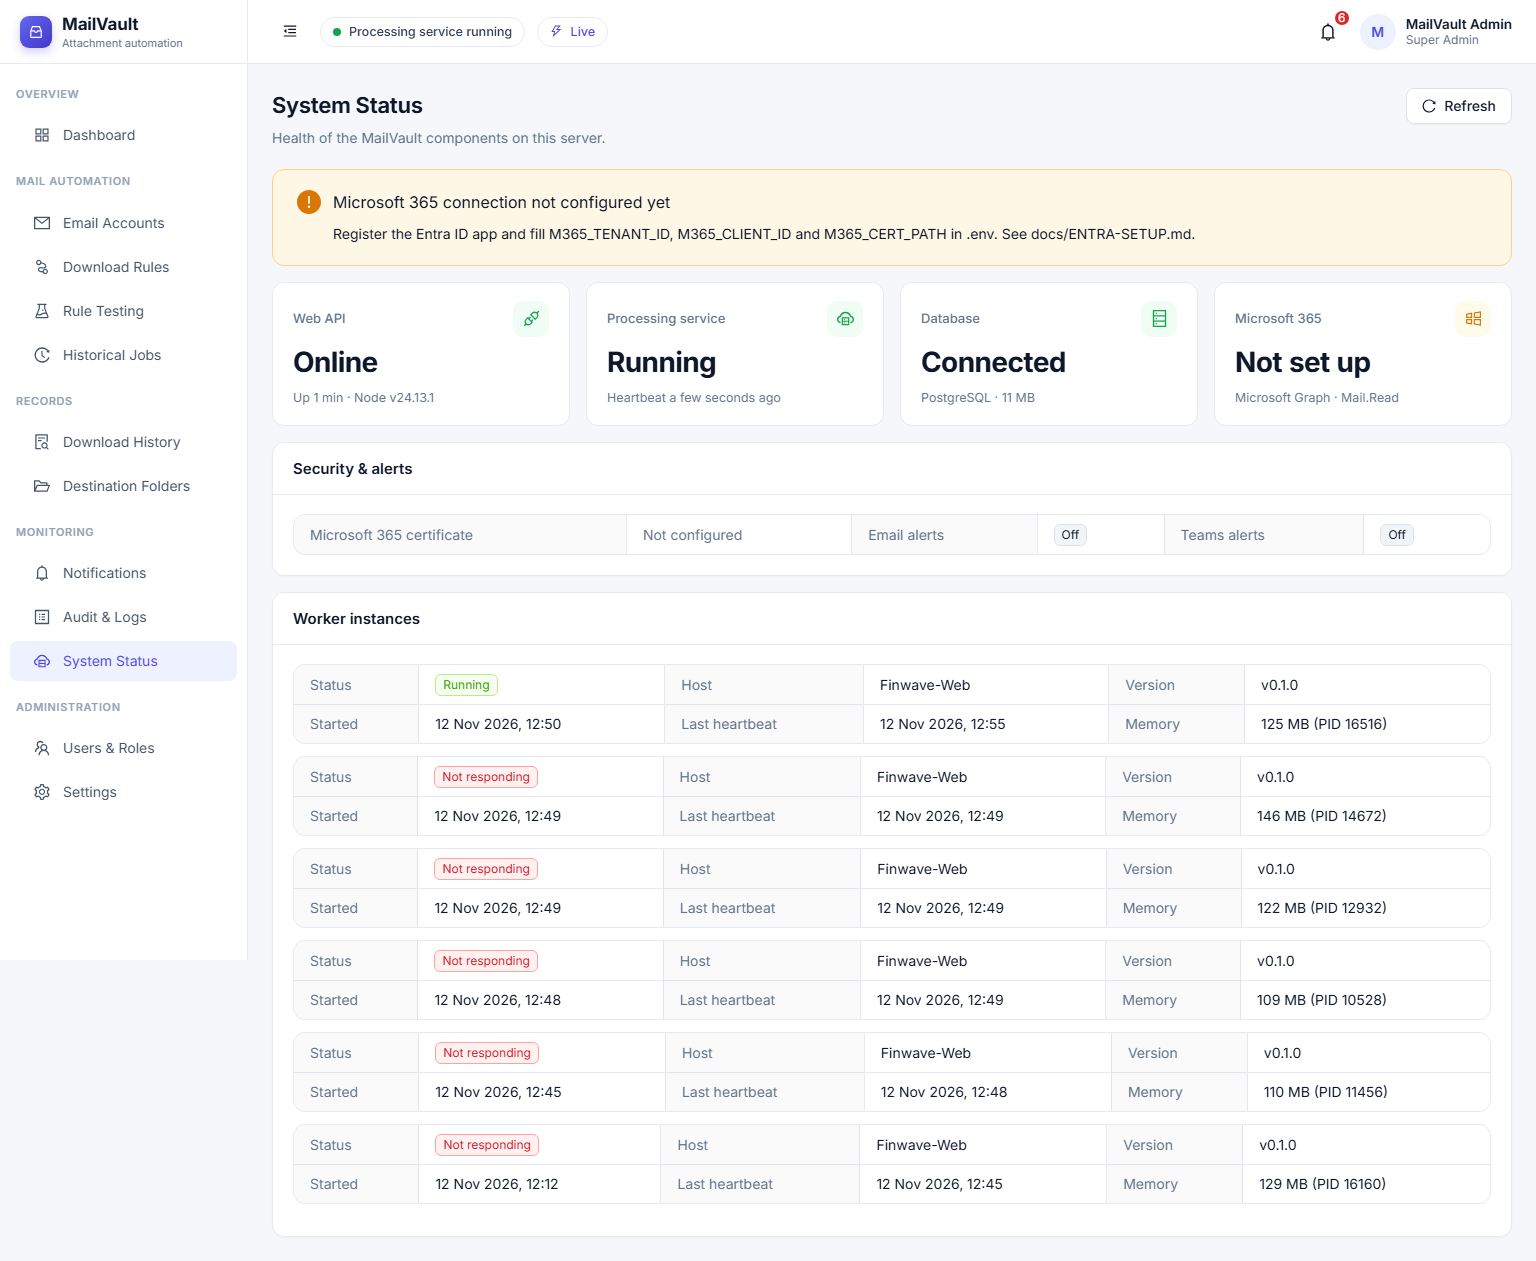 MailVault
Attachment automation
Processing service running
Live
6
M
MailVault Admin
Super Admin
OVERVIEW
Dashboard
MAIL AUTOMATION
Email Accounts
Download Rules
Rule Testing
Historical Jobs
RECORDS
Download History
Destination Folders
MONITORING
Notifications
Audit & Logs
System Status
ADMINISTRATION
Users & Roles
Settings
System Status
Health of the MailVault components on this server.
Refresh
Microsoft 365 connection not configured yet
Register the Entra ID app and fill M365_TENANT_ID, M365_CLIENT_ID and M365_CERT_PATH in .env. See docs/ENTRA-SETUP.md.
Web API
Online
Up 1 min · Node v24.13.1
Processing service
Running
Heartbeat a few seconds ago
Database
Connected
PostgreSQL · 11 MB
Microsoft 365
Not set up
Microsoft Graph · Mail.Read
Security & alerts
Microsoft 365 certificate Not configured Email alerts Off Teams alerts Off
Worker instances
Status Running Host Finwave-Web Version v0.1.0
Started 12 Nov 2026, 12:50 Last heartbeat 12 Nov 2026, 12:55 Memory 125 MB (PID 16516)
Status Not responding Host Finwave-Web Version v0.1.0
Started 12 Nov 2026, 12:49 Last heartbeat 12 Nov 2026, 12:49 Memory 146 MB (PID 14672)
Status Not responding Host Finwave-Web Version v0.1.0
Started 12 Nov 2026, 12:49 Last heartbeat 12 Nov 2026, 12:49 Memory 122 MB (PID 12932)
Status Not responding Host Finwave-Web Version v0.1.0
Started 12 Nov 2026, 12:48 Last heartbeat 12 Nov 2026, 12:49 Memory 109 MB (PID 10528)
Status Not responding Host Finwave-Web Version v0.1.0
Started 12 Nov 2026, 12:45 Last heartbeat 12 Nov 2026, 12:48 Memory 110 MB (PID 11456)
Status Not responding Host Finwave-Web Version v0.1.0
Started 12 Nov 2026, 12:12 Last heartbeat 12 Nov 2026, 12:45 Memory 129 MB (PID 16160)